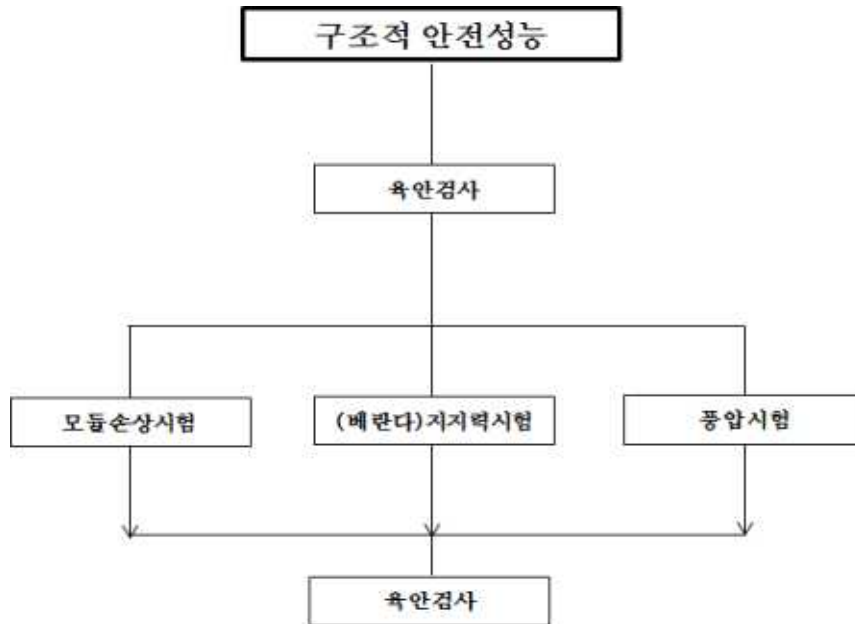 구조적 안전성능
육안검사
모듈손상시험
(베란다)지지력시험
풍압시험
육안검사